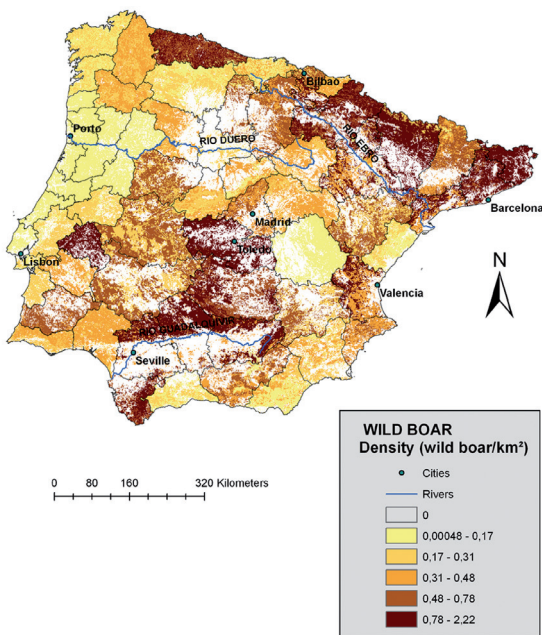 Bilbao
Porto
RIO DUERO
RIO EBRO
Barcelona
Madrid
Toledo
Lisbon
N
Valencia
RIO GUADALQUIVIR
Seville
WILD BOAR
Density (wild boar/km²)
Cities
Rivers
0
0,00048 - 0,17
0,17 - 0,31
0,31 - 0,48
0,48 - 0,78
0,78 - 2,22
0 80 160 320 Kilometers